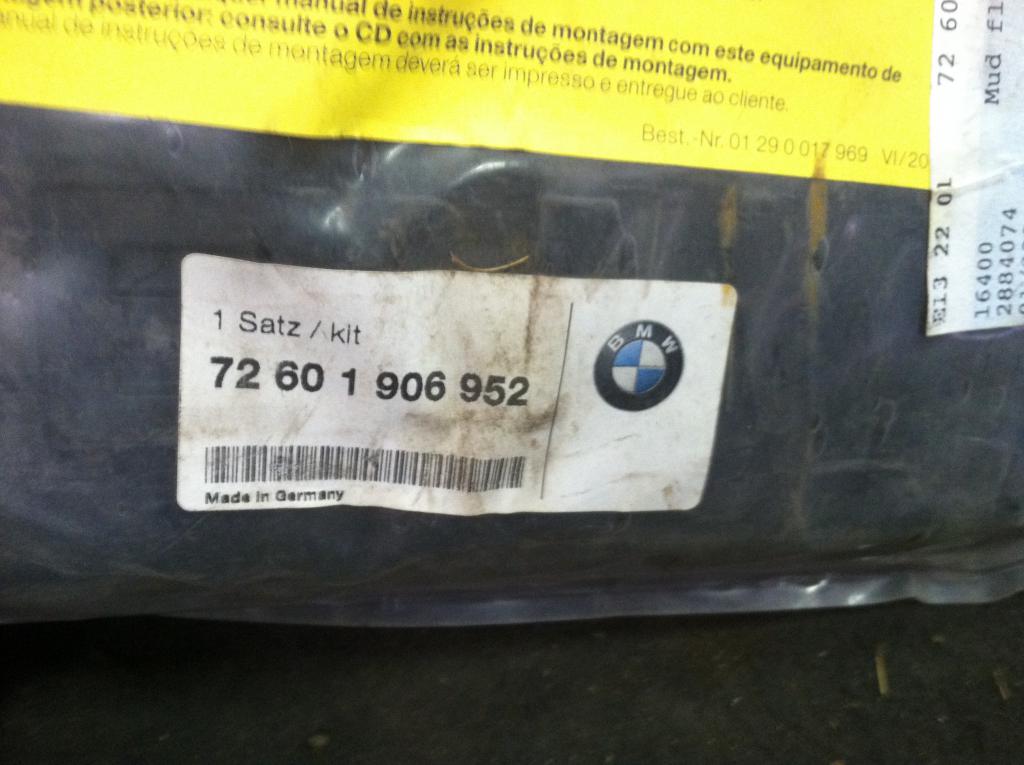 manual de instruções de montagem com este equipamento de
posterior: consulte o CD com as instruções de montagem.
de instruções de montagem deverá ser impresso e entregue ao cliente.
Best.-Nr. 01 29 0 017 969 VI/20
1 Satz / kit
72 60 1 906 952
Made in Germany
BMW
E13 22 01 72 60
16400 Mud
2884074